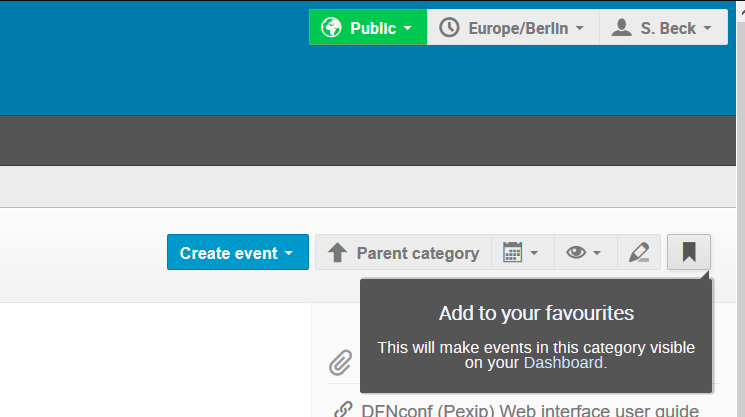 Public
Europe/Berlin
S. Beck
Create event
Parent category
Add to your favourites
This will make events in this category visible
on your Dashboard.
DFNconf (Pexip) Web interface user guide